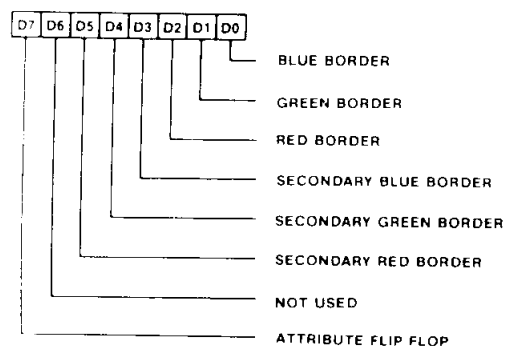 D7 D6 D5 D4 D3 D2 D1 D0
BLUE BORDER
GREEN BORDER
RED BORDER
SECONDARY BLUE BORDER
SECONDARY GREEN BORDER
SECONDARY RED BORDER
NOT USED
ATTRIBUTE FLIP FLOP